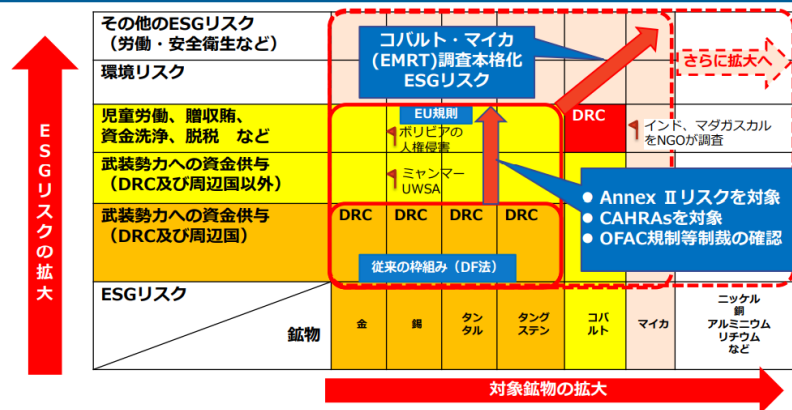 ESGリスクの拡大
その他のESGリスク
（労働・安全衛生など）
環境リスク
児童労働、贈収賄、
資金洗浄、脱税　など
武装勢力への資金供与
（DRC及び周辺国以外）
武装勢力への資金供与
（DRC及び周辺国）
ESGリスク
鉱物
コバルト・マイカ
(EMRT)調査本格化
ESGリスク
さらに拡大へ
EU規則
ボリビアの
人権侵害
DRC
インド、マダガスカル
をNGOが調査
ミャンマー
UWSA
● Annex Ⅱリスクを対象
● CAHRAsを対象
● OFAC規制等制裁の確認
DRC
DRC
DRC
DRC
従来の枠組み（DF法）
金
錫
タン
タル
タング
ステン
コバ
ルト
マイカ
ニッケル
銅
アルミニウム
リチウム
など
対象鉱物の拡大